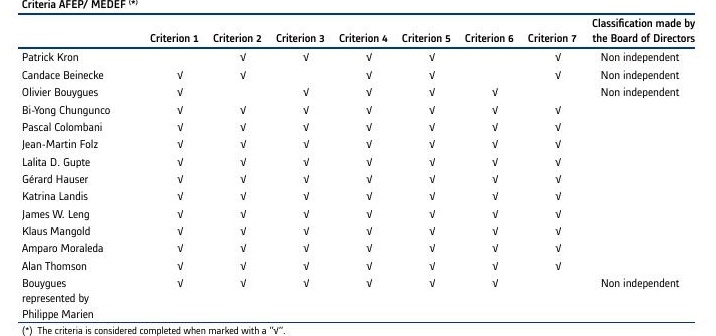 Criteria AFEP/ MEDEF (*)
Classification made by
Criterion 1 Criterion 2 Criterion 3 Criterion 4 Criterion 5 Criterion 6 Criterion 7 the Board of Directors
Patrick Kron √ √ √ √ √ Non independent
Candace Beinecke √ √ √ √ √ Non independent
Olivier Bouygues √ √ √ √ √ Non independent
Bi-Yong Chungunco √ √ √ √ √ √ √
Pascal Colombani √ √ √ √ √ √ √
Jean-Martin Folz √ √ √ √ √ √ √
Lalita D. Gupte √ √ √ √ √ √ √
Gérard Hauser √ √ √ √ √ √ √
Katrina Landis √ √ √ √ √ √ √
James W. Leng √ √ √ √ √ √ √
Klaus Mangold √ √ √ √ √ √ √
Amparo Moraleda √ √ √ √ √ √ √
Alan Thomson √ √ √ √ √ √ √
Bouygues √ √ √ √ √ √ Non independent
represented by
Philippe Marien
(*) The criteria is considered completed when marked with a "√".